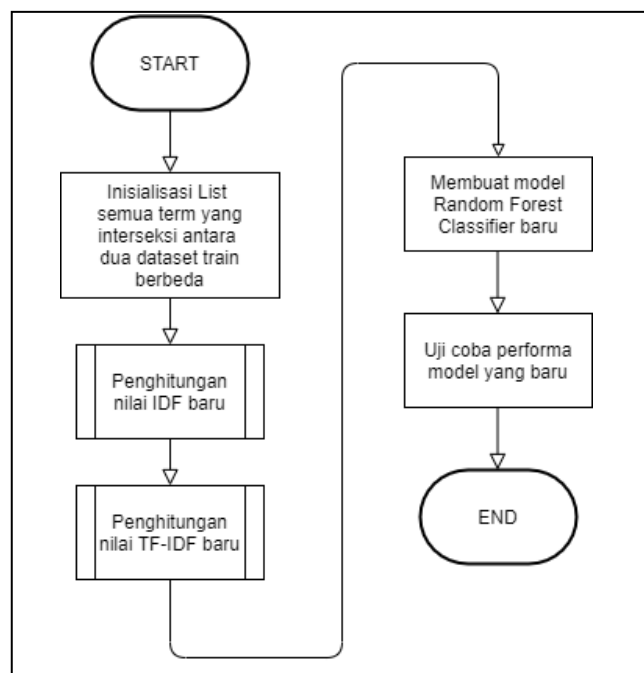 START
Inisialisasi List
semua term yang
interseksi antara
dua dataset train
berbeda
Penghitungan
nilai IDF baru
Penghitungan
nilai TF-IDF baru
Membuat model
Random Forest
Classifier baru
Uji coba performa
model yang baru
END